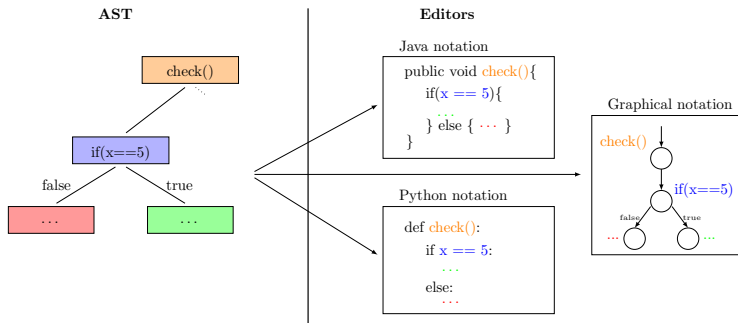 AST
check()
if(x==5)
false
true
...
...
Editors
Java notation
public void check(){
if(x == 5){
...
} else { ... }
}
Python notation
def check():
if x == 5:
...
else:
...
Graphical notation
check()
if(x==5)
false
true
...
...